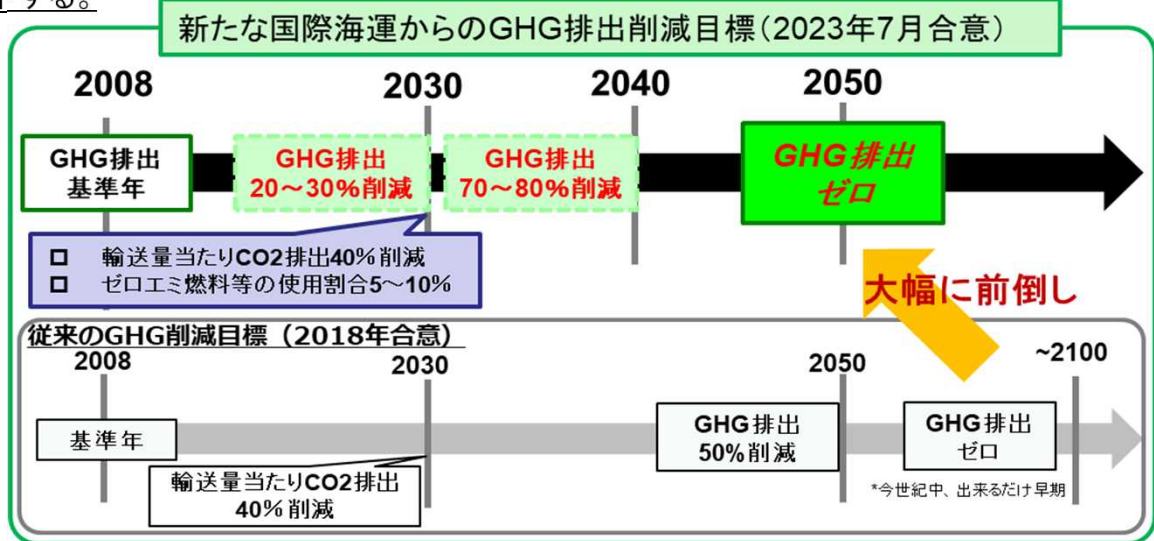 する。
新たな国際海運からのGHG排出削減目標（2023年7月合意）
2008
2030
2040
2050
GHG排出
基準年
GHG排出
20～30%削減
GHG排出
70～80%削減
GHG排出
ゼロ
□ 輸送量当たりCO2排出40%削減
□ ゼロエミ燃料等の使用割合5～10%
大幅に前倒し
従来のGHG削減目標（2018年合意）
2008
2030
2050
~2100
基準年
輸送量当たりCO2排出
40%削減
GHG排出
50%削減
GHG排出
ゼロ
*今世紀中、出来るだけ早期